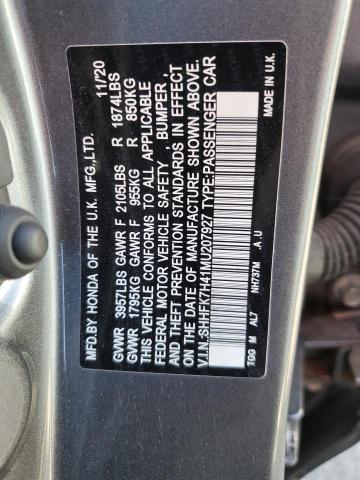 MFD.BY HONDA OF THE U.K. MFG.,LTD. 11/20
GVWR 3957LBS GAWR F 2105LBS R 1874LBS
GVWR 1795KG GAWR F 955KG R 850KG
THIS VEHICLE CONFORMS TO ALL APPLICABLE
FEDERAL MOTOR VEHICLE SAFETY , BUMPER ,
AND THEFT PREVENTION STANDARDS IN EFFECT
ON THE DATE OF MANUFACTURE SHOWN ABOVE.
V.I.N.:SHHFK7H41MU207927 TYPE:PASSENGER CAR
TGG M AL7 NH737M .A ,U
MADE IN U.K.